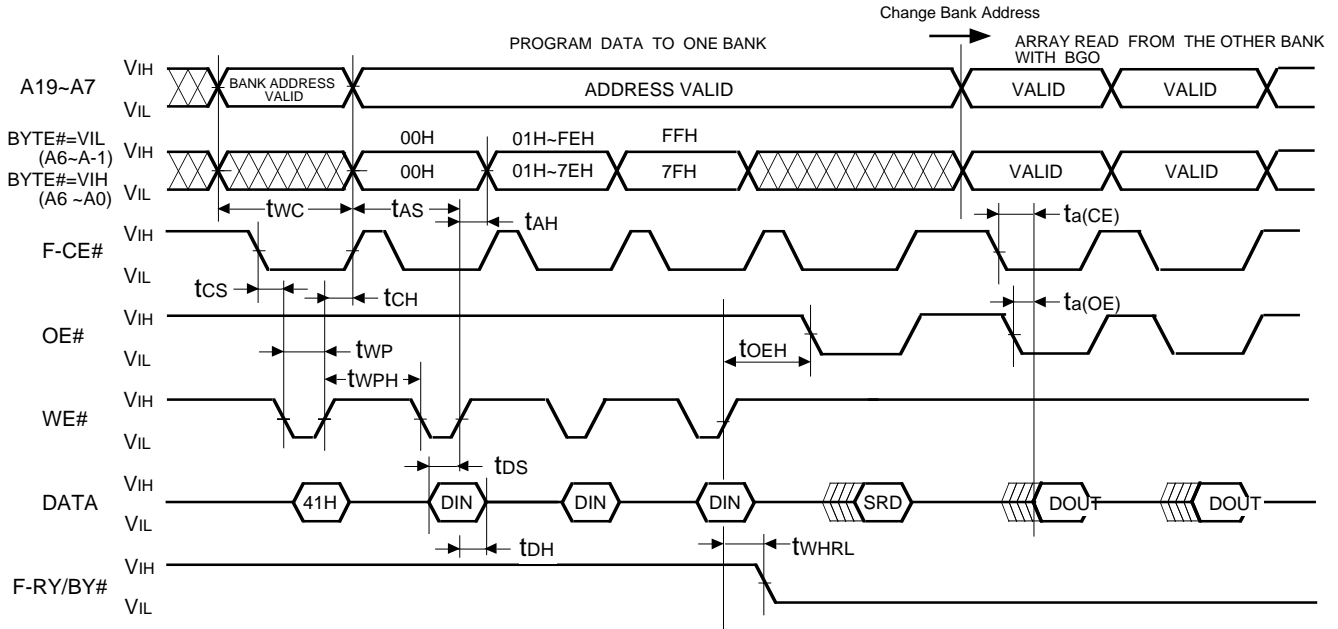 Change Bank Address
PROGRAM DATA TO ONE BANK
ARRAY READ FROM THE OTHER BANK
WITH BGO
A19~A7
VIH
VIL
BANK ADDRESS
VALID
ADDRESS VALID
VALID
VALID
BYTE#=VIL
(A6~A-1)
BYTE#=VIH
(A6 ~A0)
VIH
VIL
00H
01H~FEH
FFH
00H
01H~7EH
7FH
VALID
VALID
tWC
tAS
tAH
ta(CE)
F-CE#
VIH
VIL
tCS
tCH
ta(OE)
OE#
VIH
VIL
tWP
tOEH
tWPH
WE#
VIH
VIL
tDS
DATA
VIH
VIL
41H
DIN
DIN
DIN
SRD
DOUT
DOUT
tDH
tWHRL
F-RY/BY#
VIH
VIL